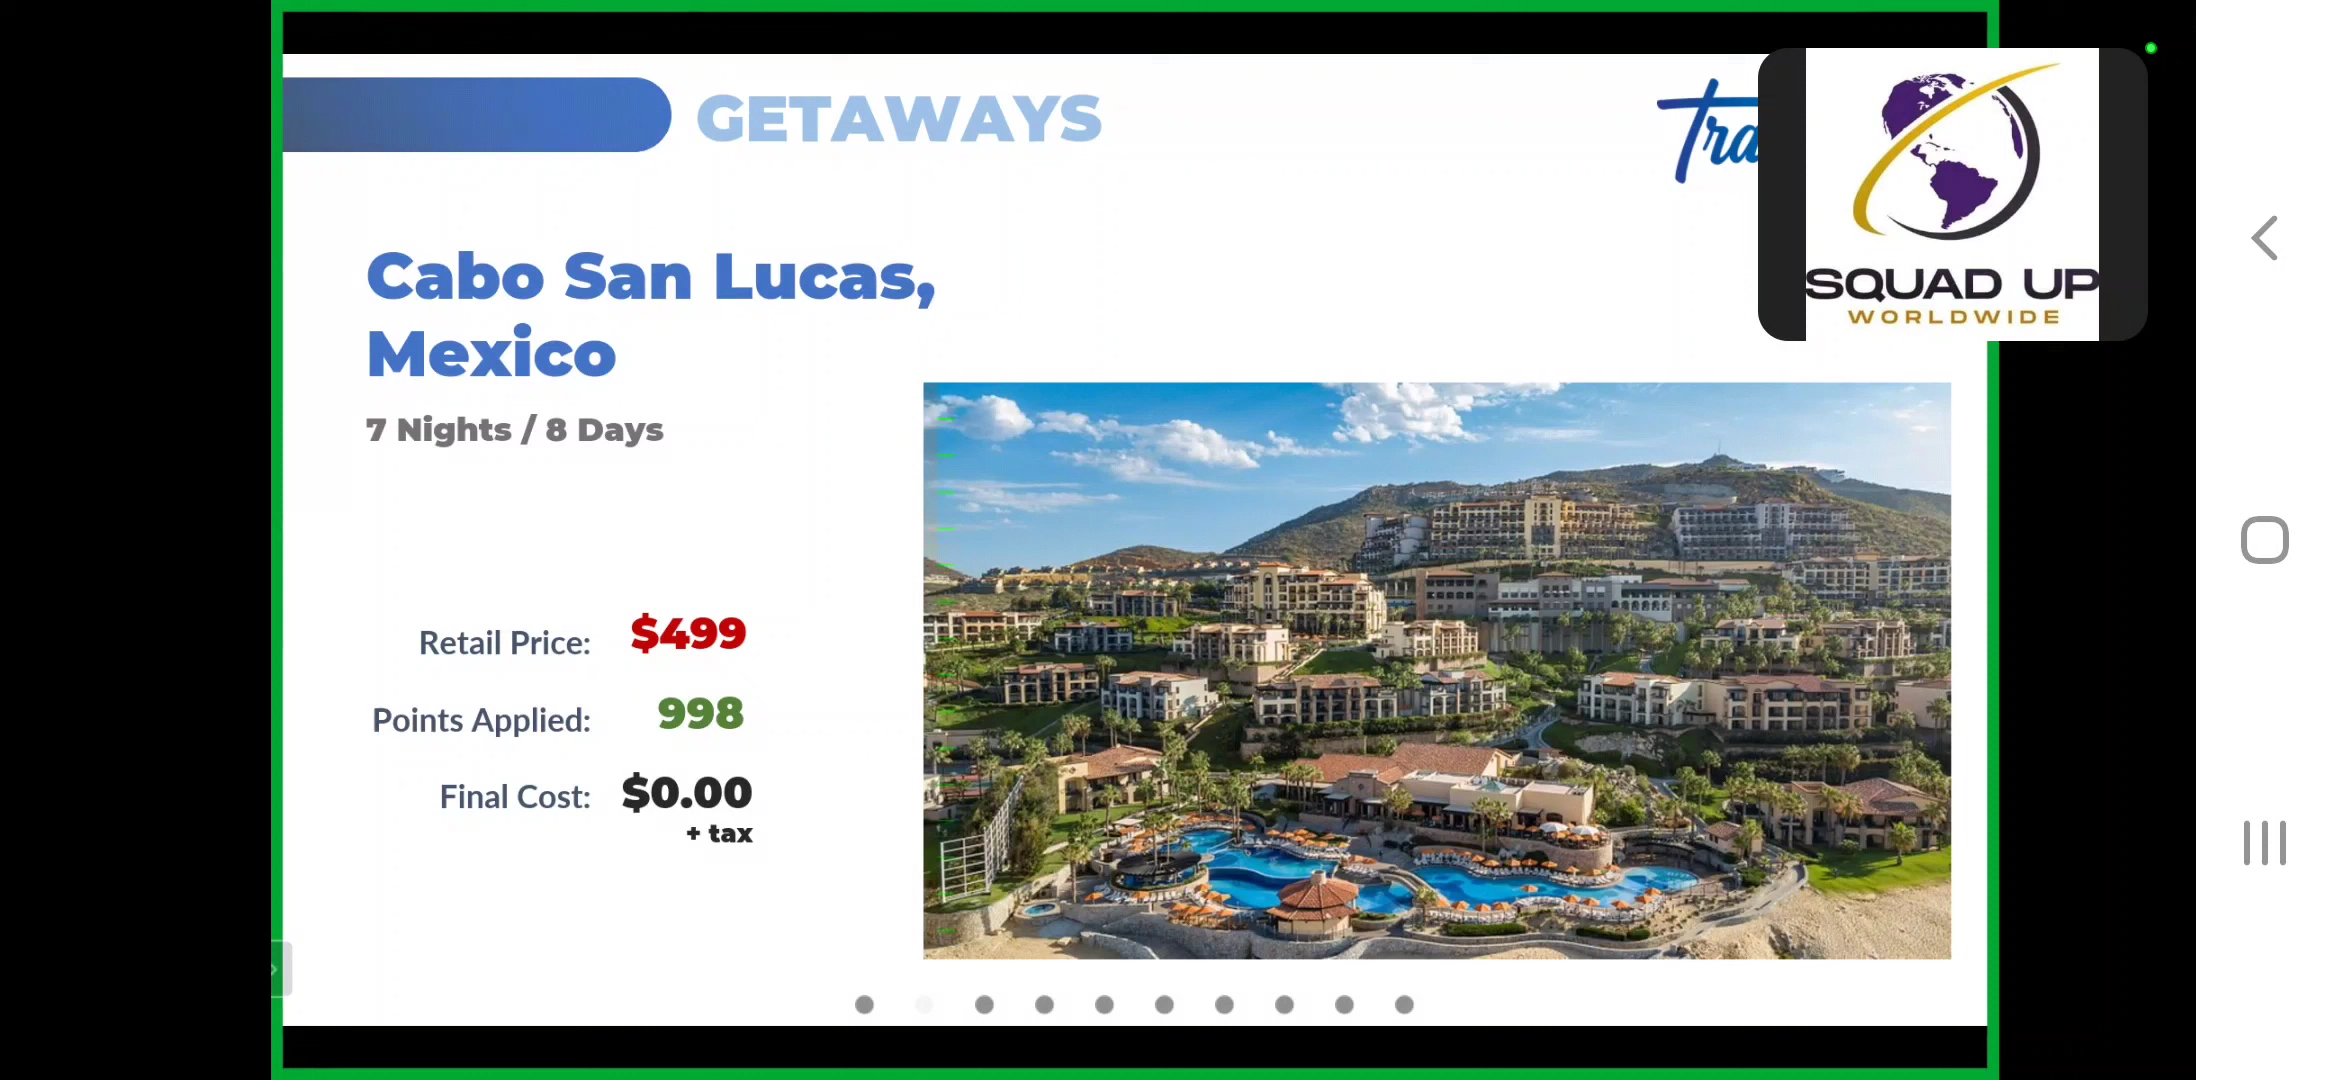 GETAWAYS
Tra
SQUAD UP
WORLDWIDE
Cabo San Lucas,
Mexico
7 Nights / 8 Days
Retail Price: $499
Points Applied: 998
Final Cost: $0.00
+ tax